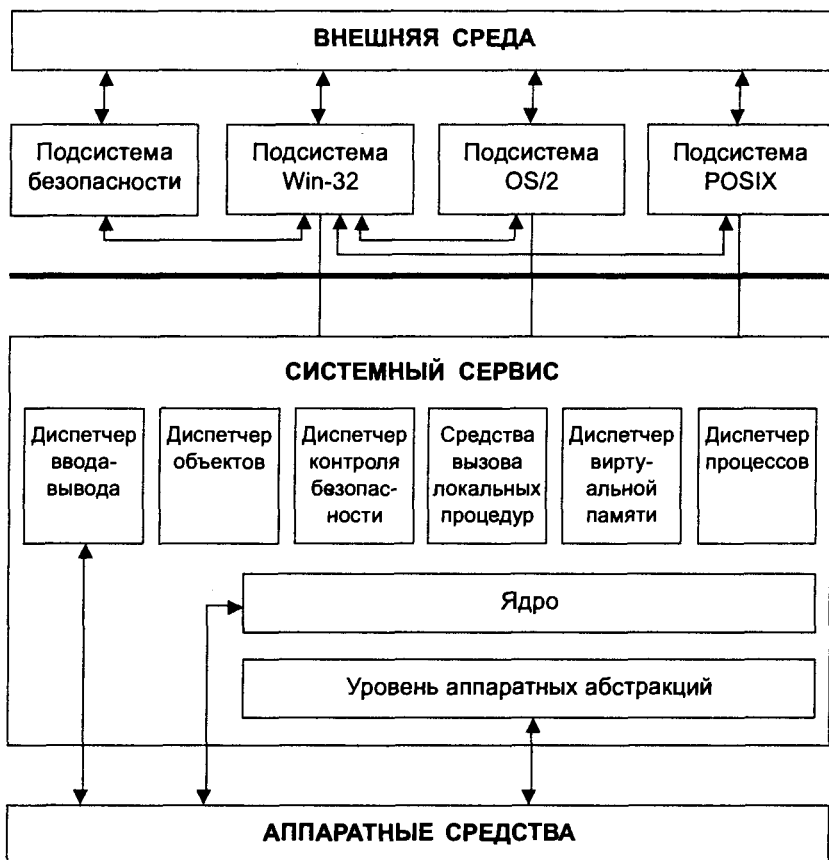 ВНЕШНЯЯ СРЕДА
Подсистема
безопасности
Подсистема
Win-32
Подсистема
OS/2
Подсистема
POSIX
СИСТЕМНЫЙ СЕРВИС
Диспетчер
ввода-
вывода
Диспетчер
объектов
Диспетчер
контроля
безопас-
ности
Средства
вызова
локальных
процедур
Диспетчер
вирту-
альной
памяти
Диспетчер
процессов
Ядро
Уровень аппаратных абстракций
АППАРАТНЫЕ СРЕДСТВА